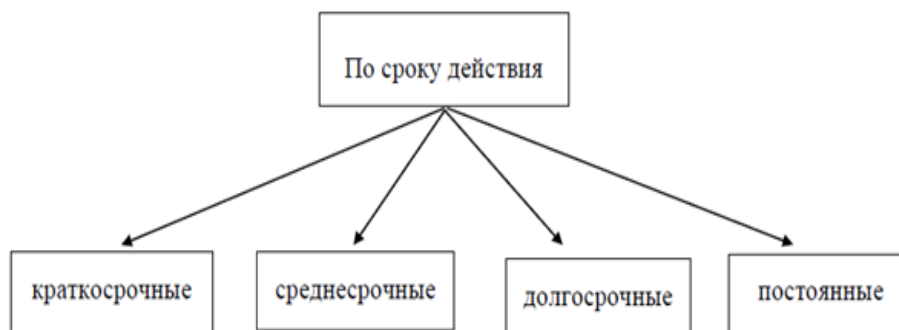 По сроку действия
краткосрочные
среднесрочные
долгосрочные
постоянные